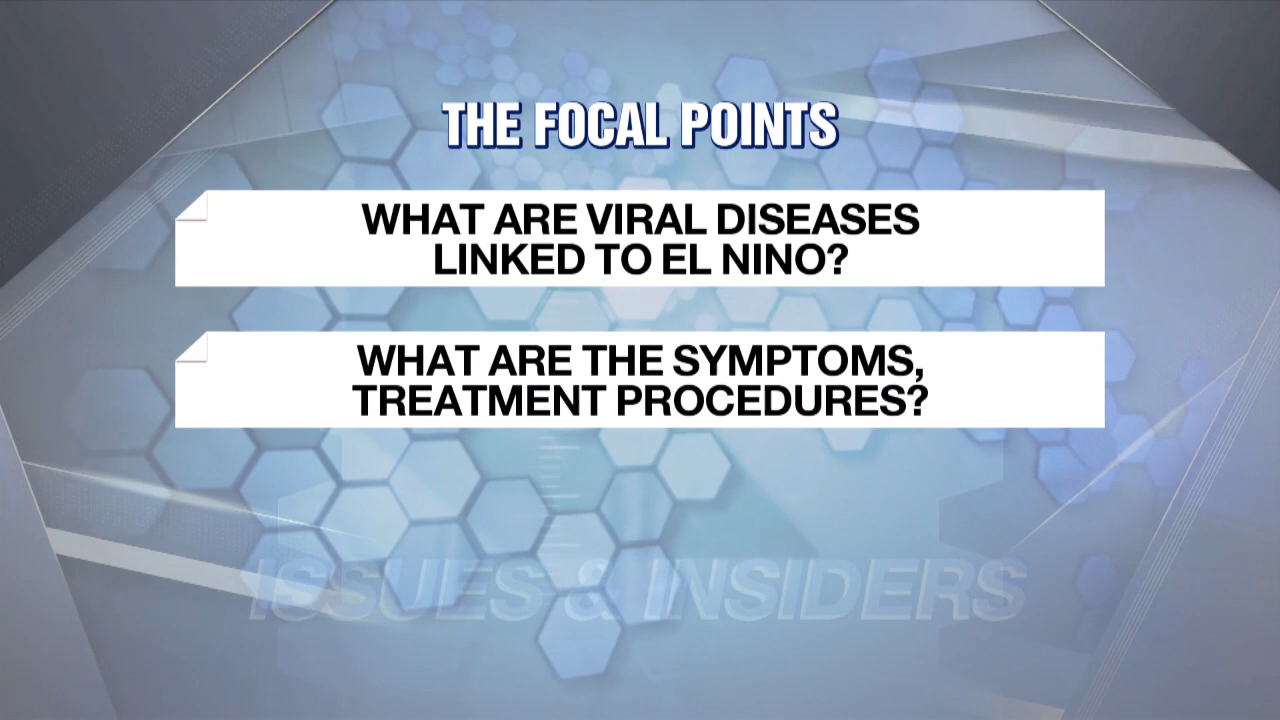 THE FOCAL POINTS
WHAT ARE VIRAL DISEASES
LINKED TO EL NINO?
WHAT ARE THE SYMPTOMS,
TREATMENT PROCEDURES?
ISSUES & INSIDERS